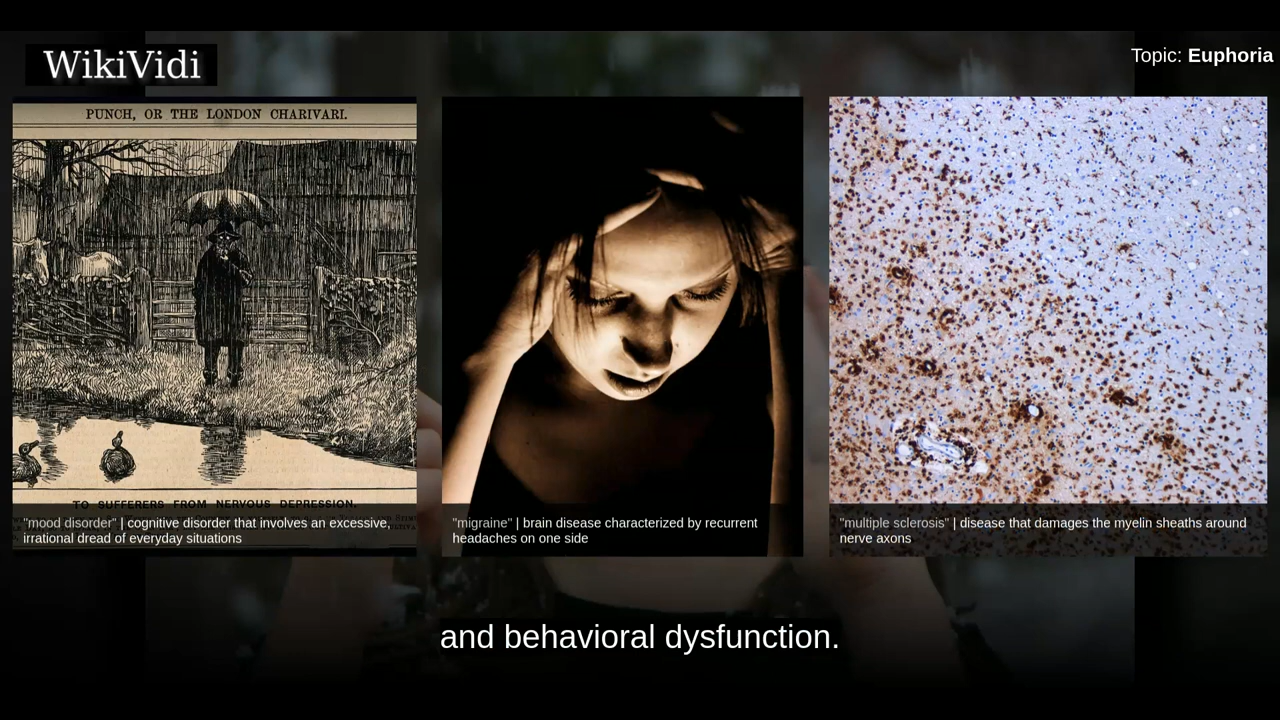 WikiVidi
Topic: Euphoria
PUNCH, OR THE LONDON CHARIVARI.
TO SUFFERERS FROM NERVOUS DEPRESSION.
"mood disorder" | cognitive disorder that involves an excessive,
irrational dread of everyday situations
"migraine" | brain disease characterized by recurrent
headaches on one side
"multiple sclerosis" | disease that damages the myelin sheaths around
nerve axons
and behavioral dysfunction.